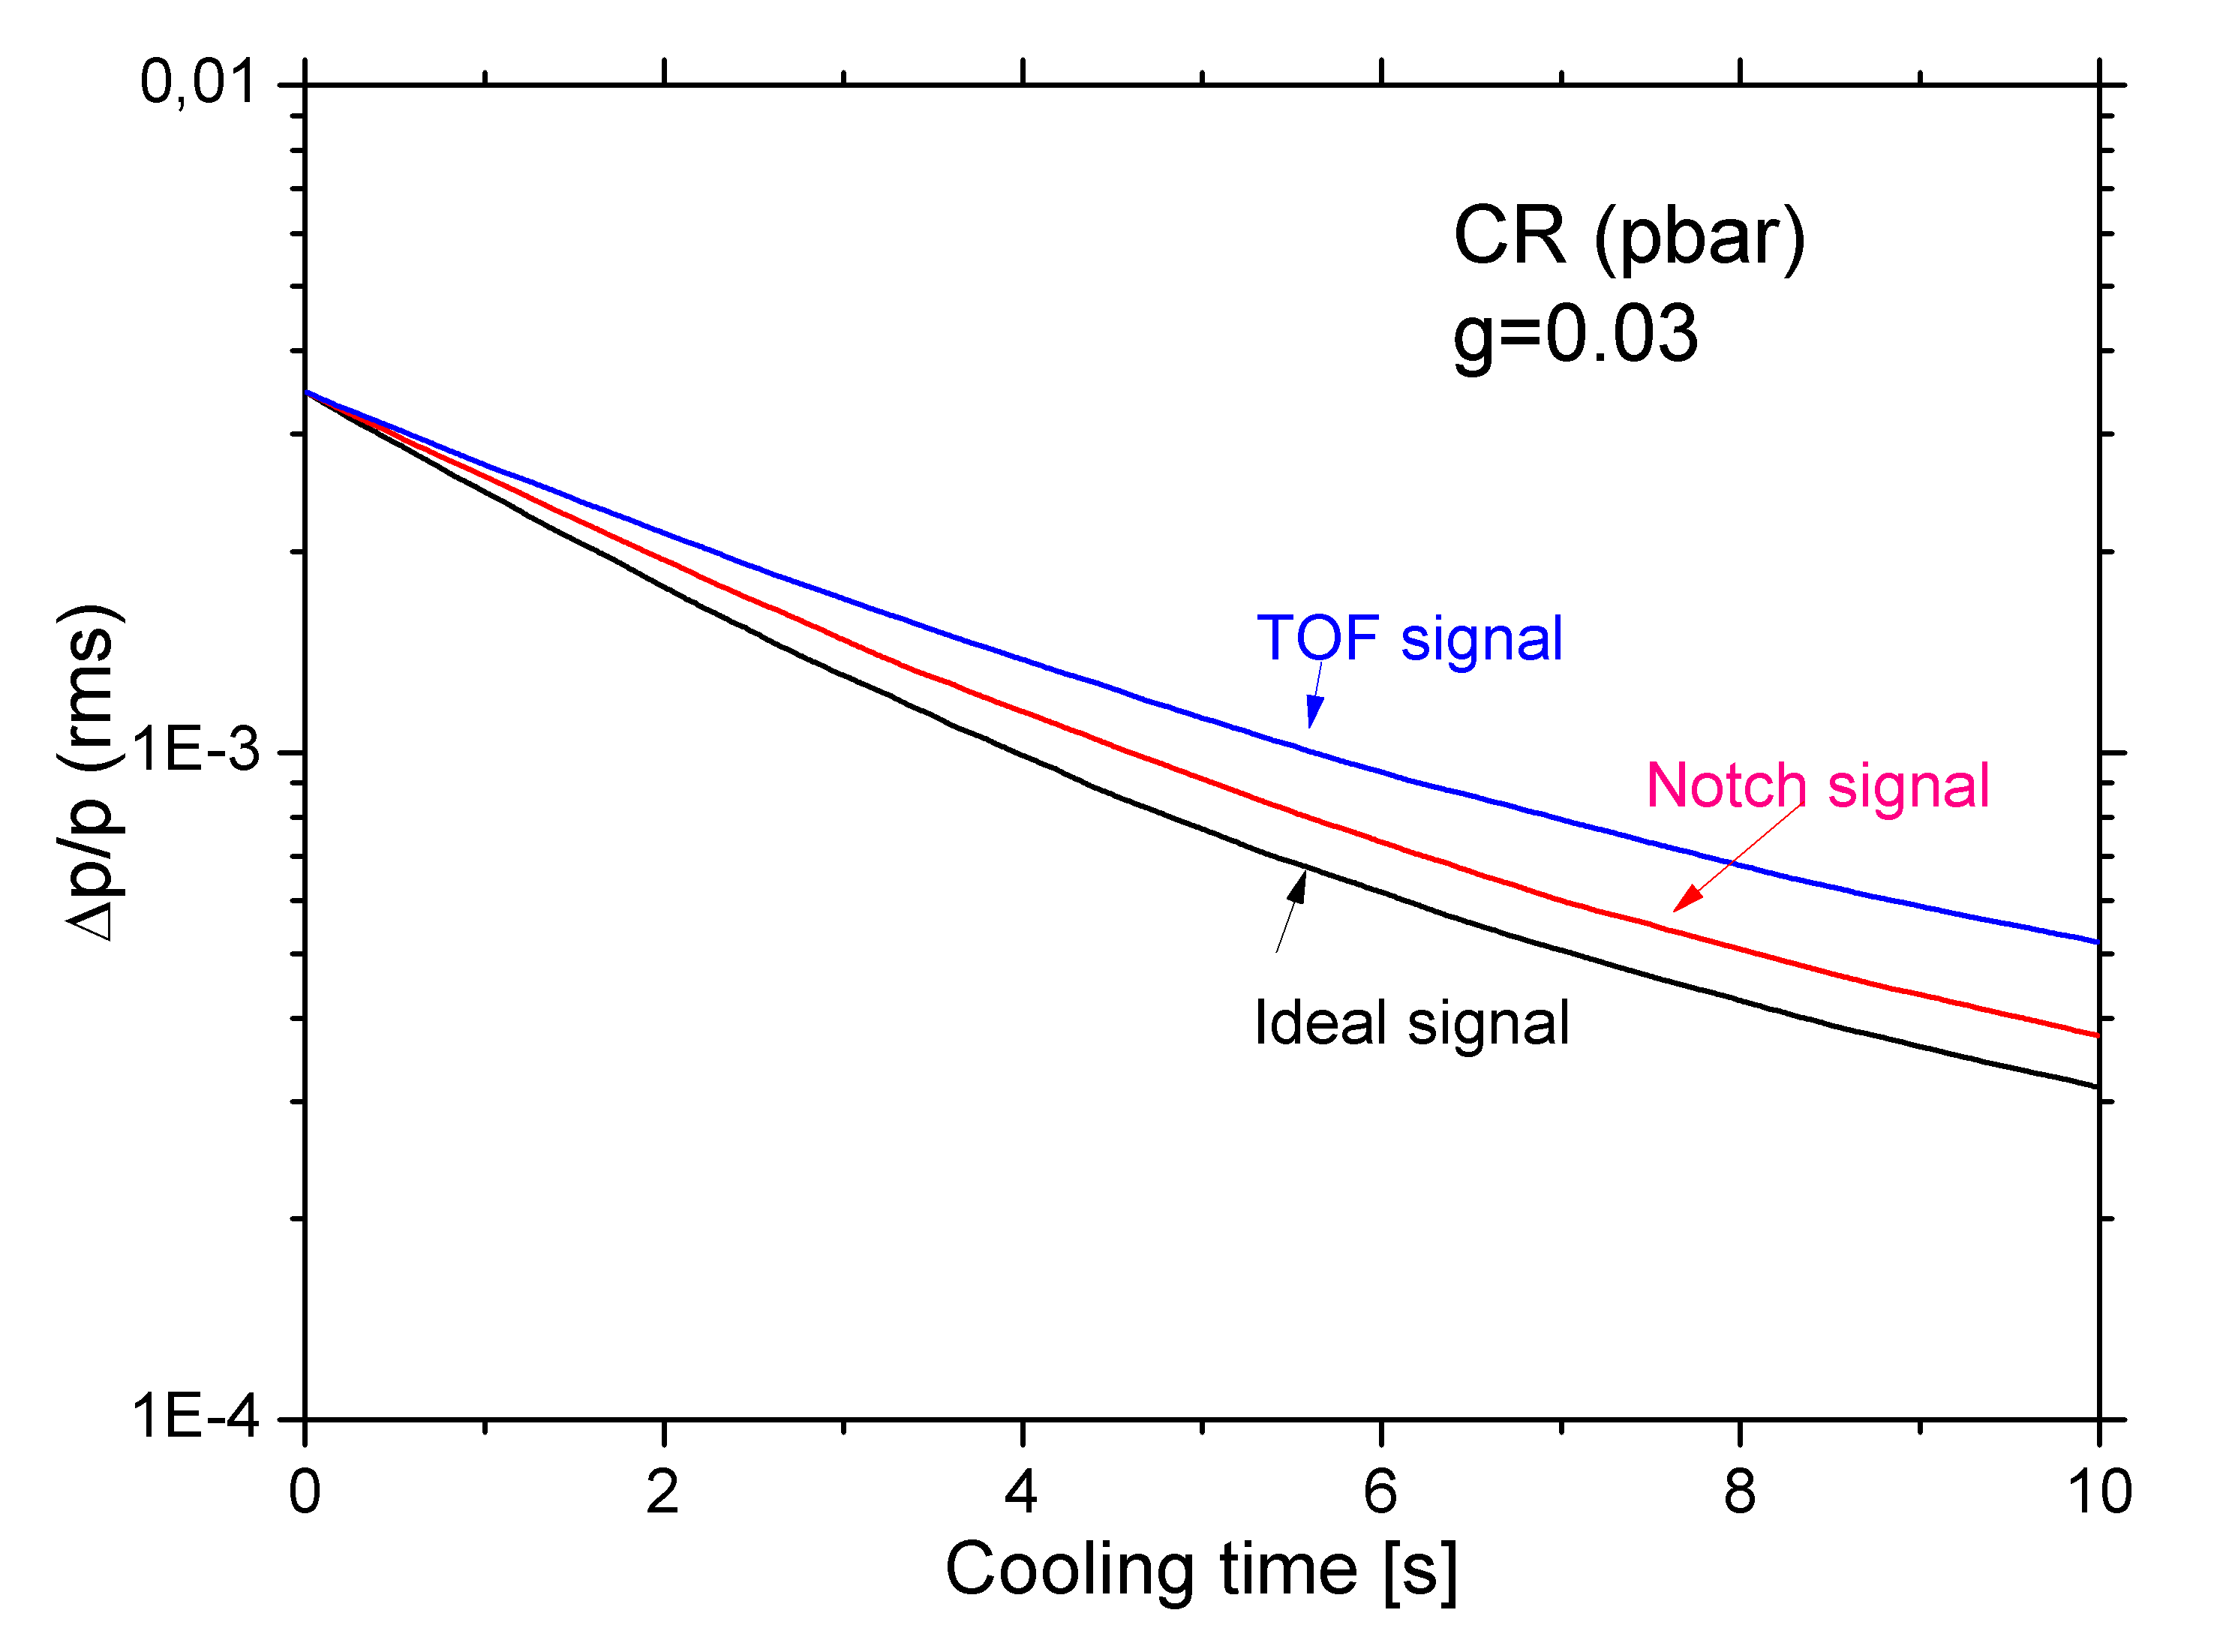 0,01
CR (pbar)
g=0.03
TOF signal
Δp/p (rms)
1E-3
Notch signal
Ideal signal
1E-4
0 2 4 6 8 10
Cooling time [s]